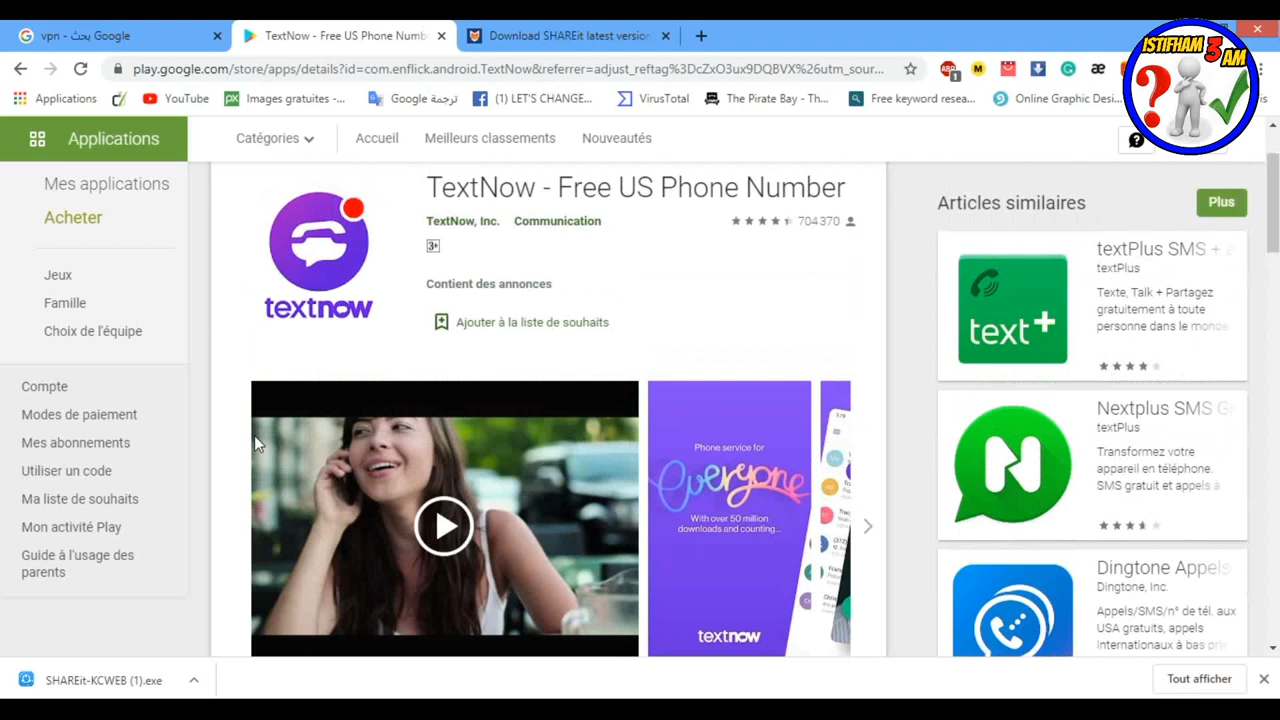 vpn - بحث Google
TextNow - Free US Phone Numb
Download SHAREit latest version
ISTIFHAM
3
AM
play.google.com/store/apps/details?id=com.enflick.android.TextN
referrer=adjust_reftag%3DcZxO3ux9DQBVX%26utm_sour...
ABP
1
M
æ
Applications
YouTube
px
Images gratuites -...
Google ترجمة
(1) LET'S CHANGE...
VirusTotal
The Pirate Bay - Th...
Free keyword resea...
Online Graphic Desi...
is
Applications
Catégories
Accueil
Meilleurs classements
Nouveautés
?
Mes applications
Acheter
Jeux
Famille
Choix de l'équipe
Compte
Modes de paiement
Mes abonnements
Utiliser un code
Ma liste de souhaits
Mon activité Play
Guide à l'usage des
parents
textnow
TextNow - Free US Phone Number
TextNow, Inc.
Communication
704 370
3+
Contient des annonces
Ajouter à la liste de souhaits
Phone service for
everyone
With over 50 million
downloads and counting...
textnow
Articles similaires
Plus
text+
textPlus SMS +
textPlus
Texte, Talk + Partagez
gratuitement à toute
personne dans le monde
N
Nextplus SMS G
textPlus
Transformez votre
appareil en téléphone.
SMS gratuit et appels à
Dingtone Appels
Dingtone, Inc.
Appels/SMS/n° de tél. aux
USA gratuits, appels
internationaux à bas pri
SHAREit-KCWEB (1).exe
Tout afficher